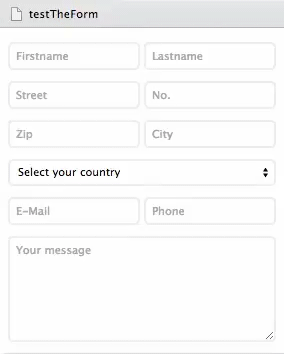 testTheForm
Firstname Lastname
Street No.
Zip City
Select your country
E-Mail Phone
Your message